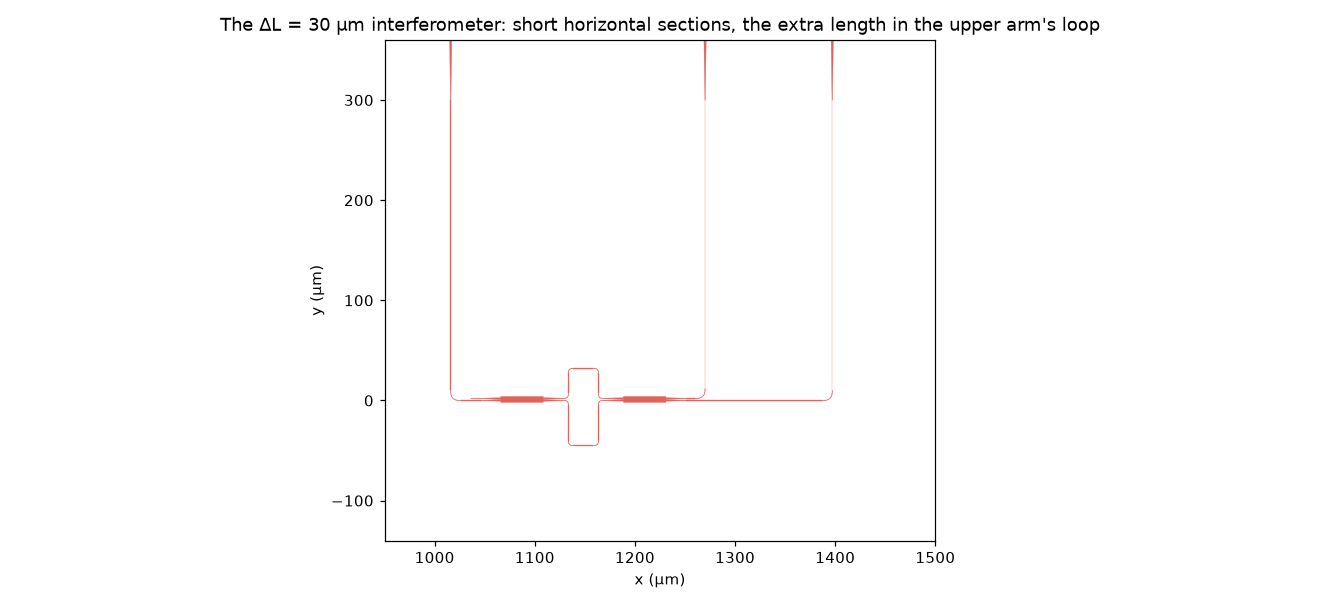 The ΔL = 30 μm interferometer: short horizontal sections, the extra length in the upper arm's loop
300
200
100
0
−100
y (μm)
1000 1100 1200 1300 1400 1500
x (μm)